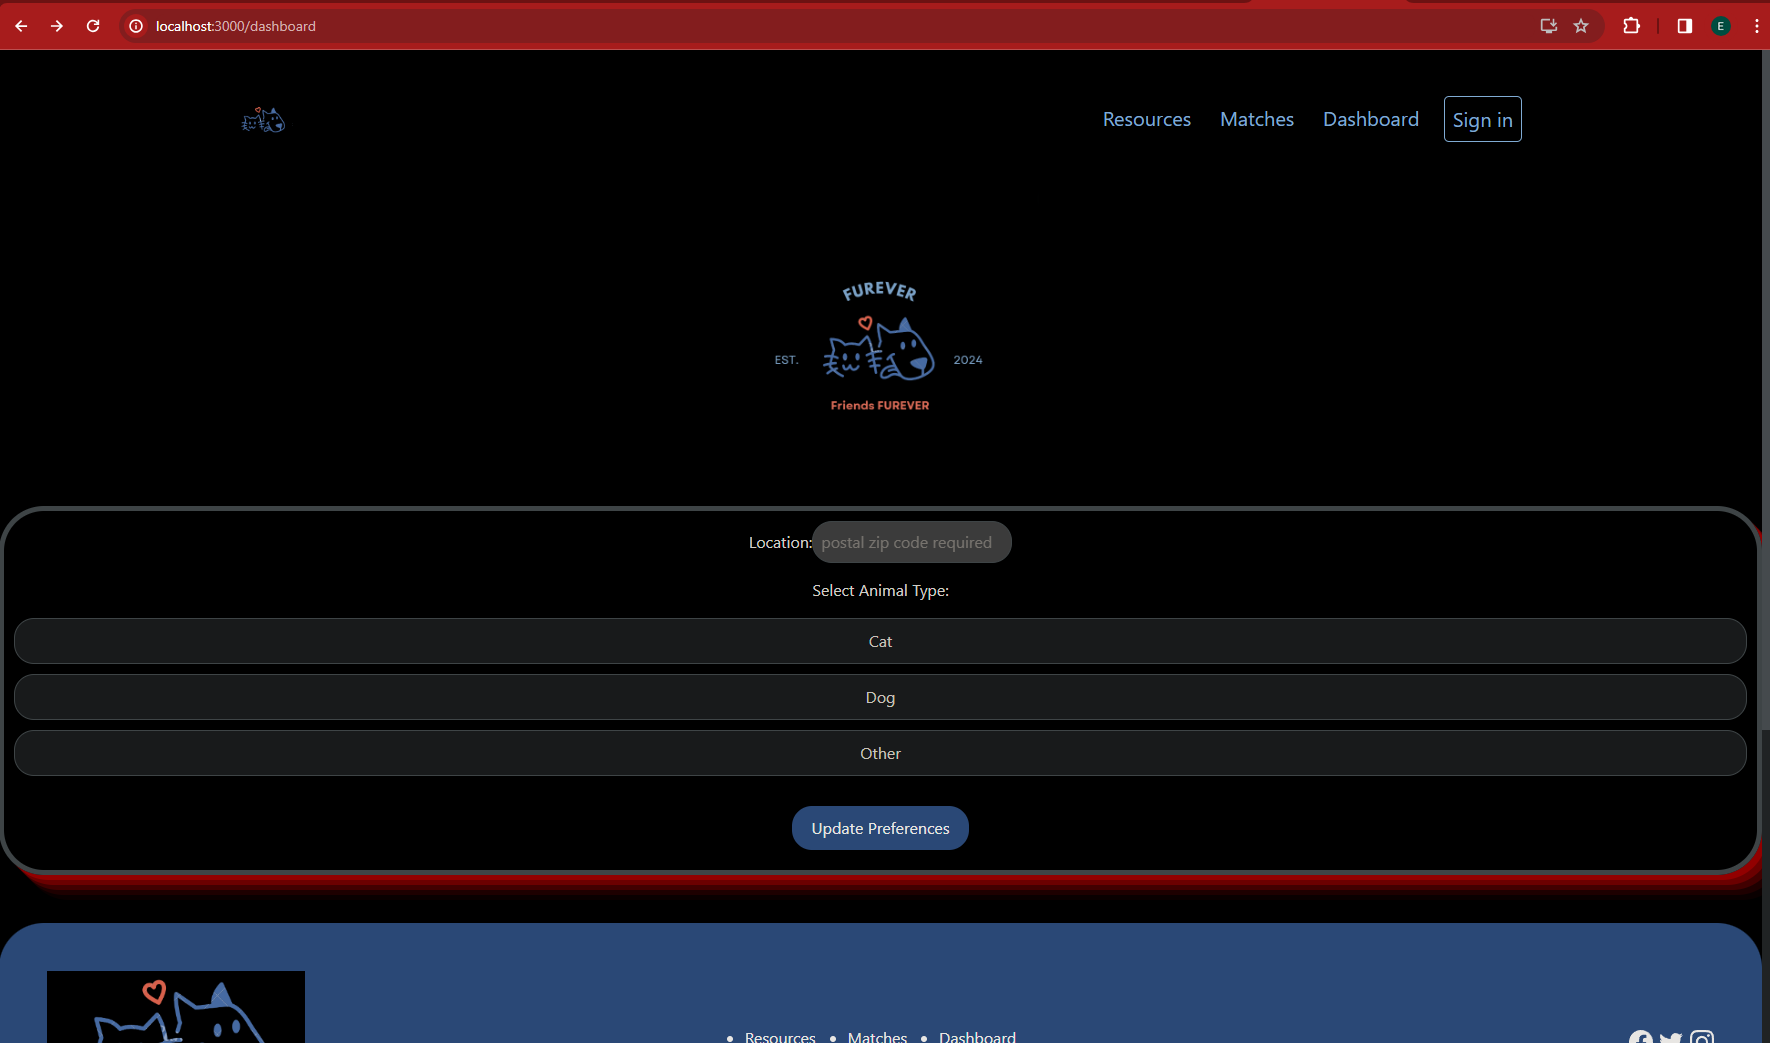 localhost:3000/dashboard
E
Resources Matches Dashboard Sign in
FUREVER
EST. 2024
Friends FUREVER
Location: postal zip code required
Select Animal Type:
Cat
Dog
Other
Update Preferences
• Resources • Matches • Dashboard